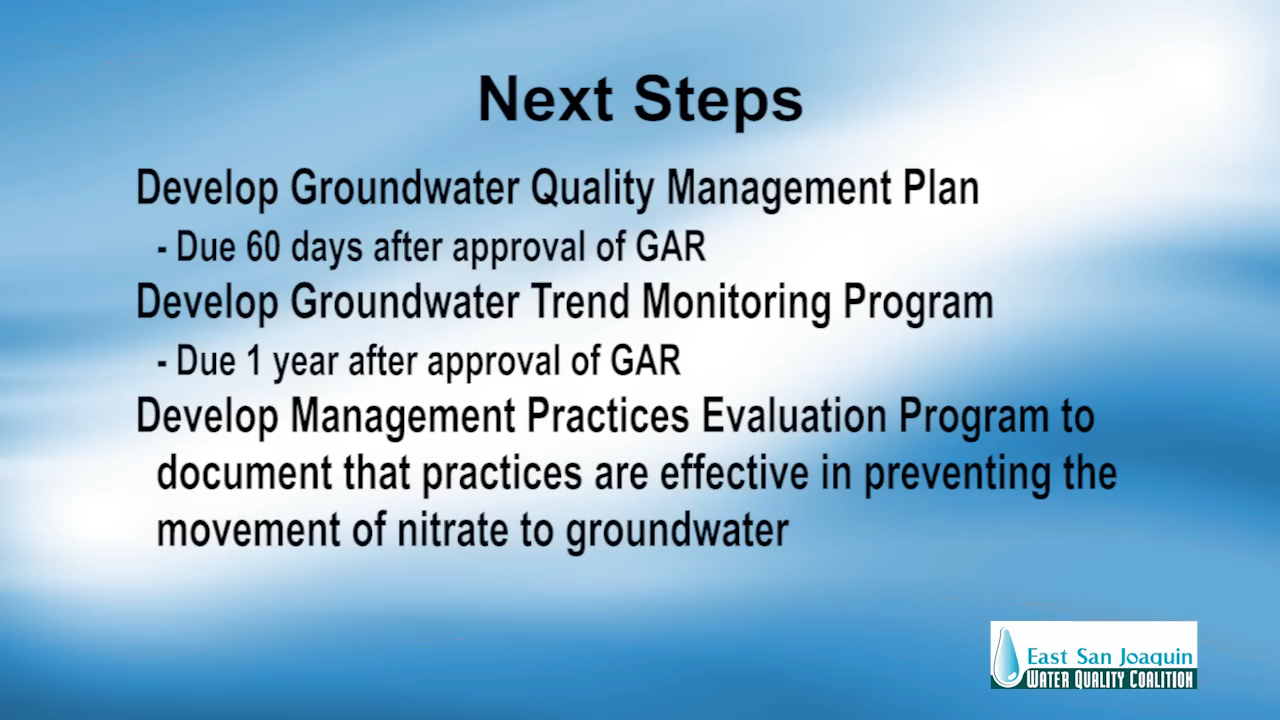 Next Steps
Develop Groundwater Quality Management Plan
- Due 60 days after approval of GAR
Develop Groundwater Trend Monitoring Program
- Due 1 year after approval of GAR
Develop Management Practices Evaluation Program to
document that practices are effective in preventing the
movement of nitrate to groundwater
East San Joaquin
WATER QUALITY COALITION